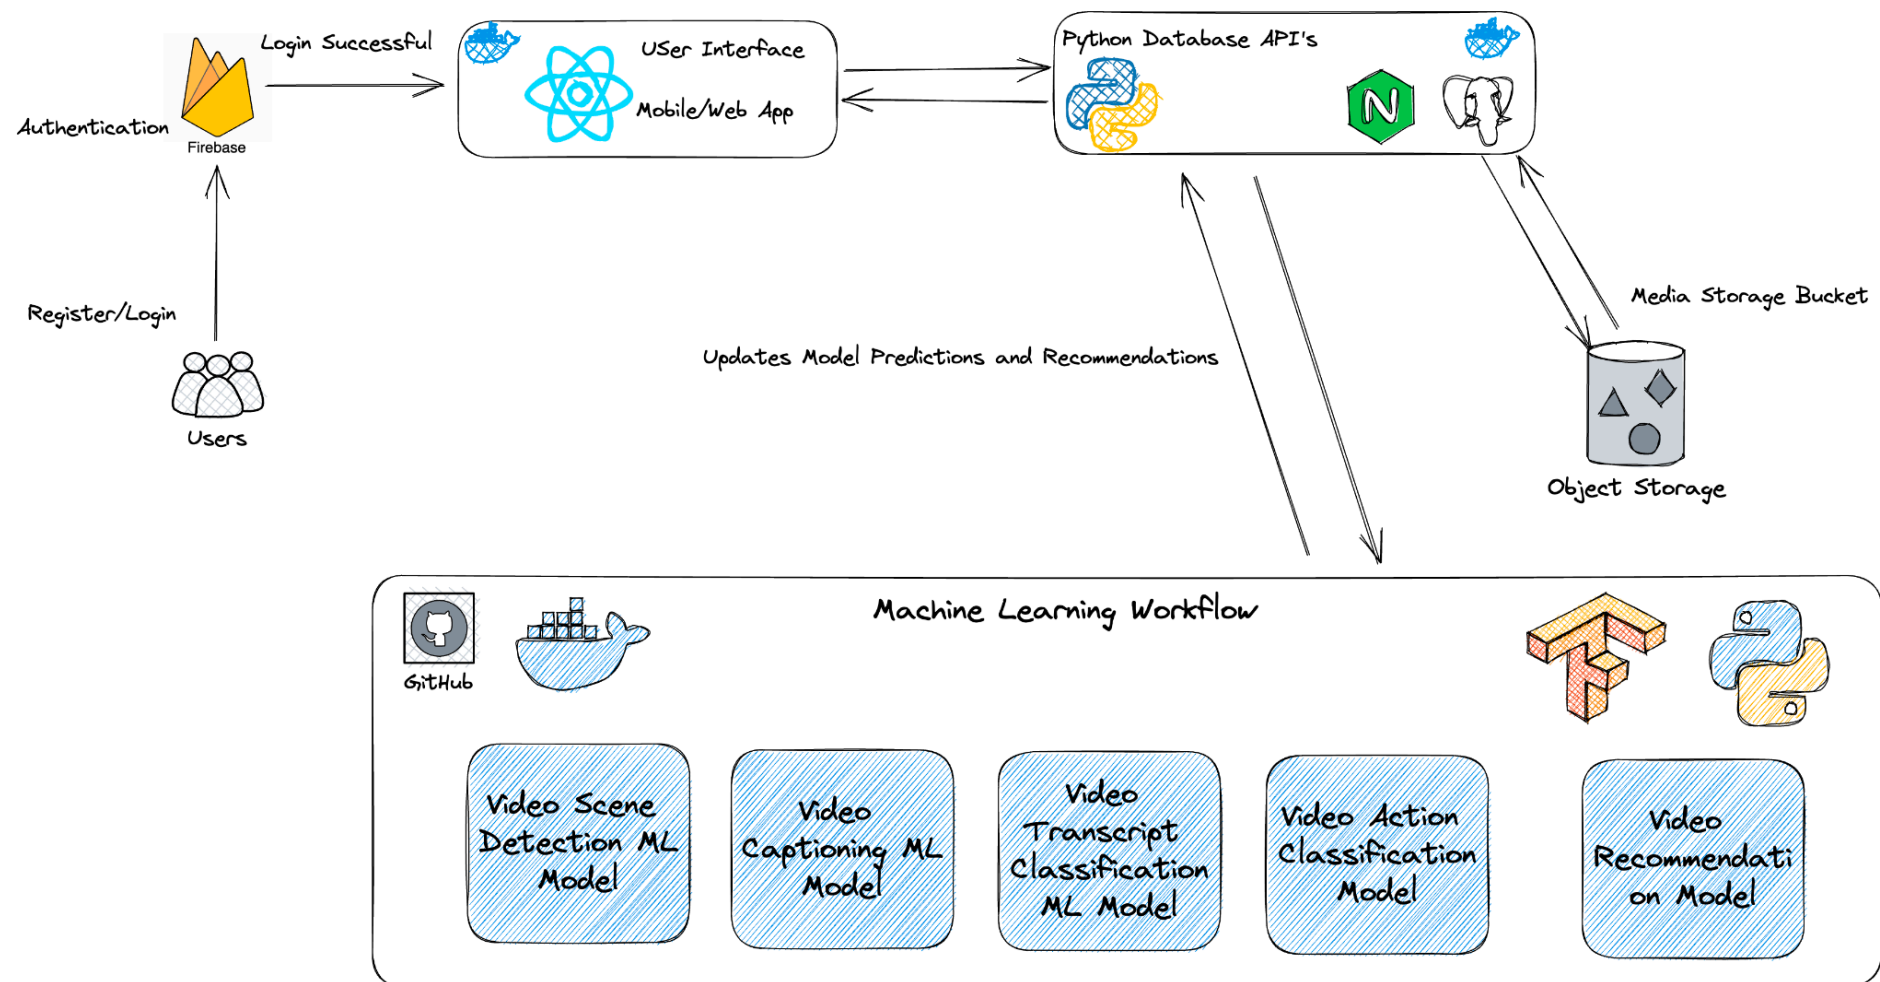 Login Successful
User Interface
Mobile/Web App
Python Database API's
N
Authentication
Firebase
Register/Login
Users
Updates Model Predictions and Recommendations
Media Storage Bucket
Object Storage
Machine Learning Workflow
GitHub
Video Scene
Detection ML
Model
Video
Captioning ML
Model
Video
Transcript
Classification
ML Model
Video Action
Classification
Model
Video
Recommendati
on Model